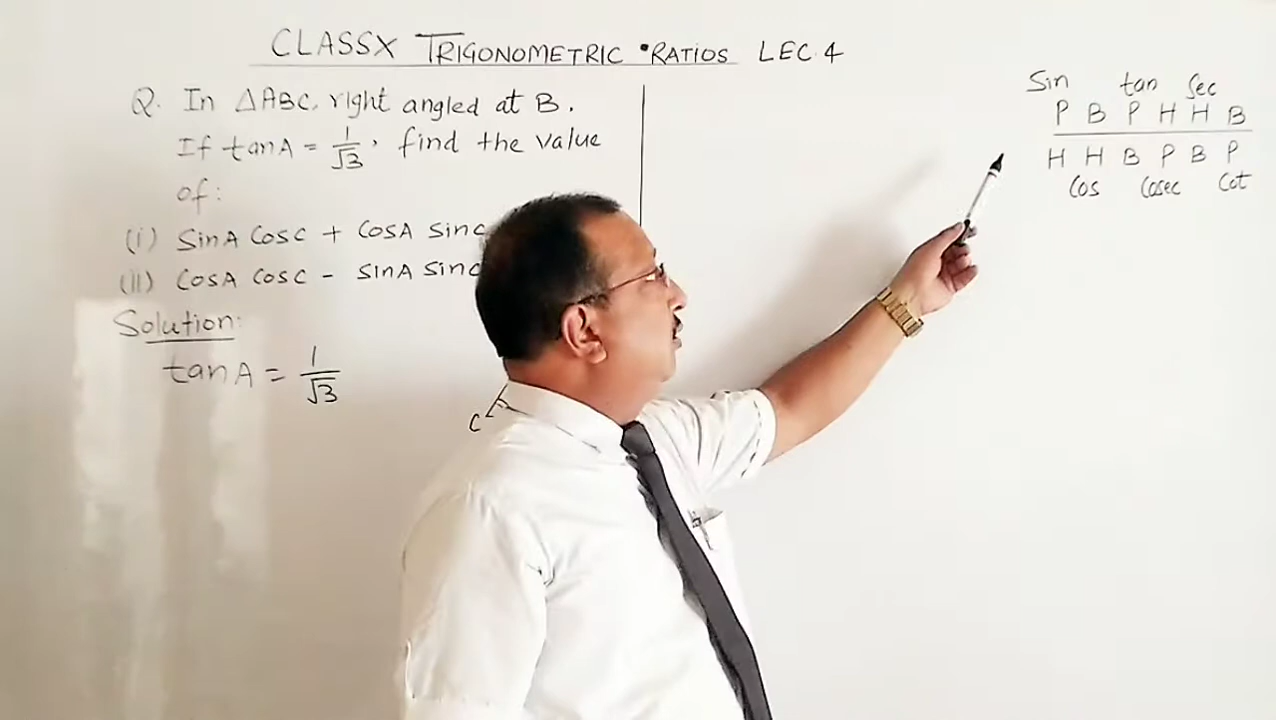 CLASSX TRIGONOMETRIC RATIOS LEC.4
Q. In △ABC, right angled at B.
If tanA = 1/√3, find the value
of:
(i) SinA CosC + CosA Sinc
(ii) CosA CosC - SinA Sinc
Solution:
tanA = 1/√3
C
Sin tan Sec
P B P H H B
H H B P B P
Cos Cosec Cot